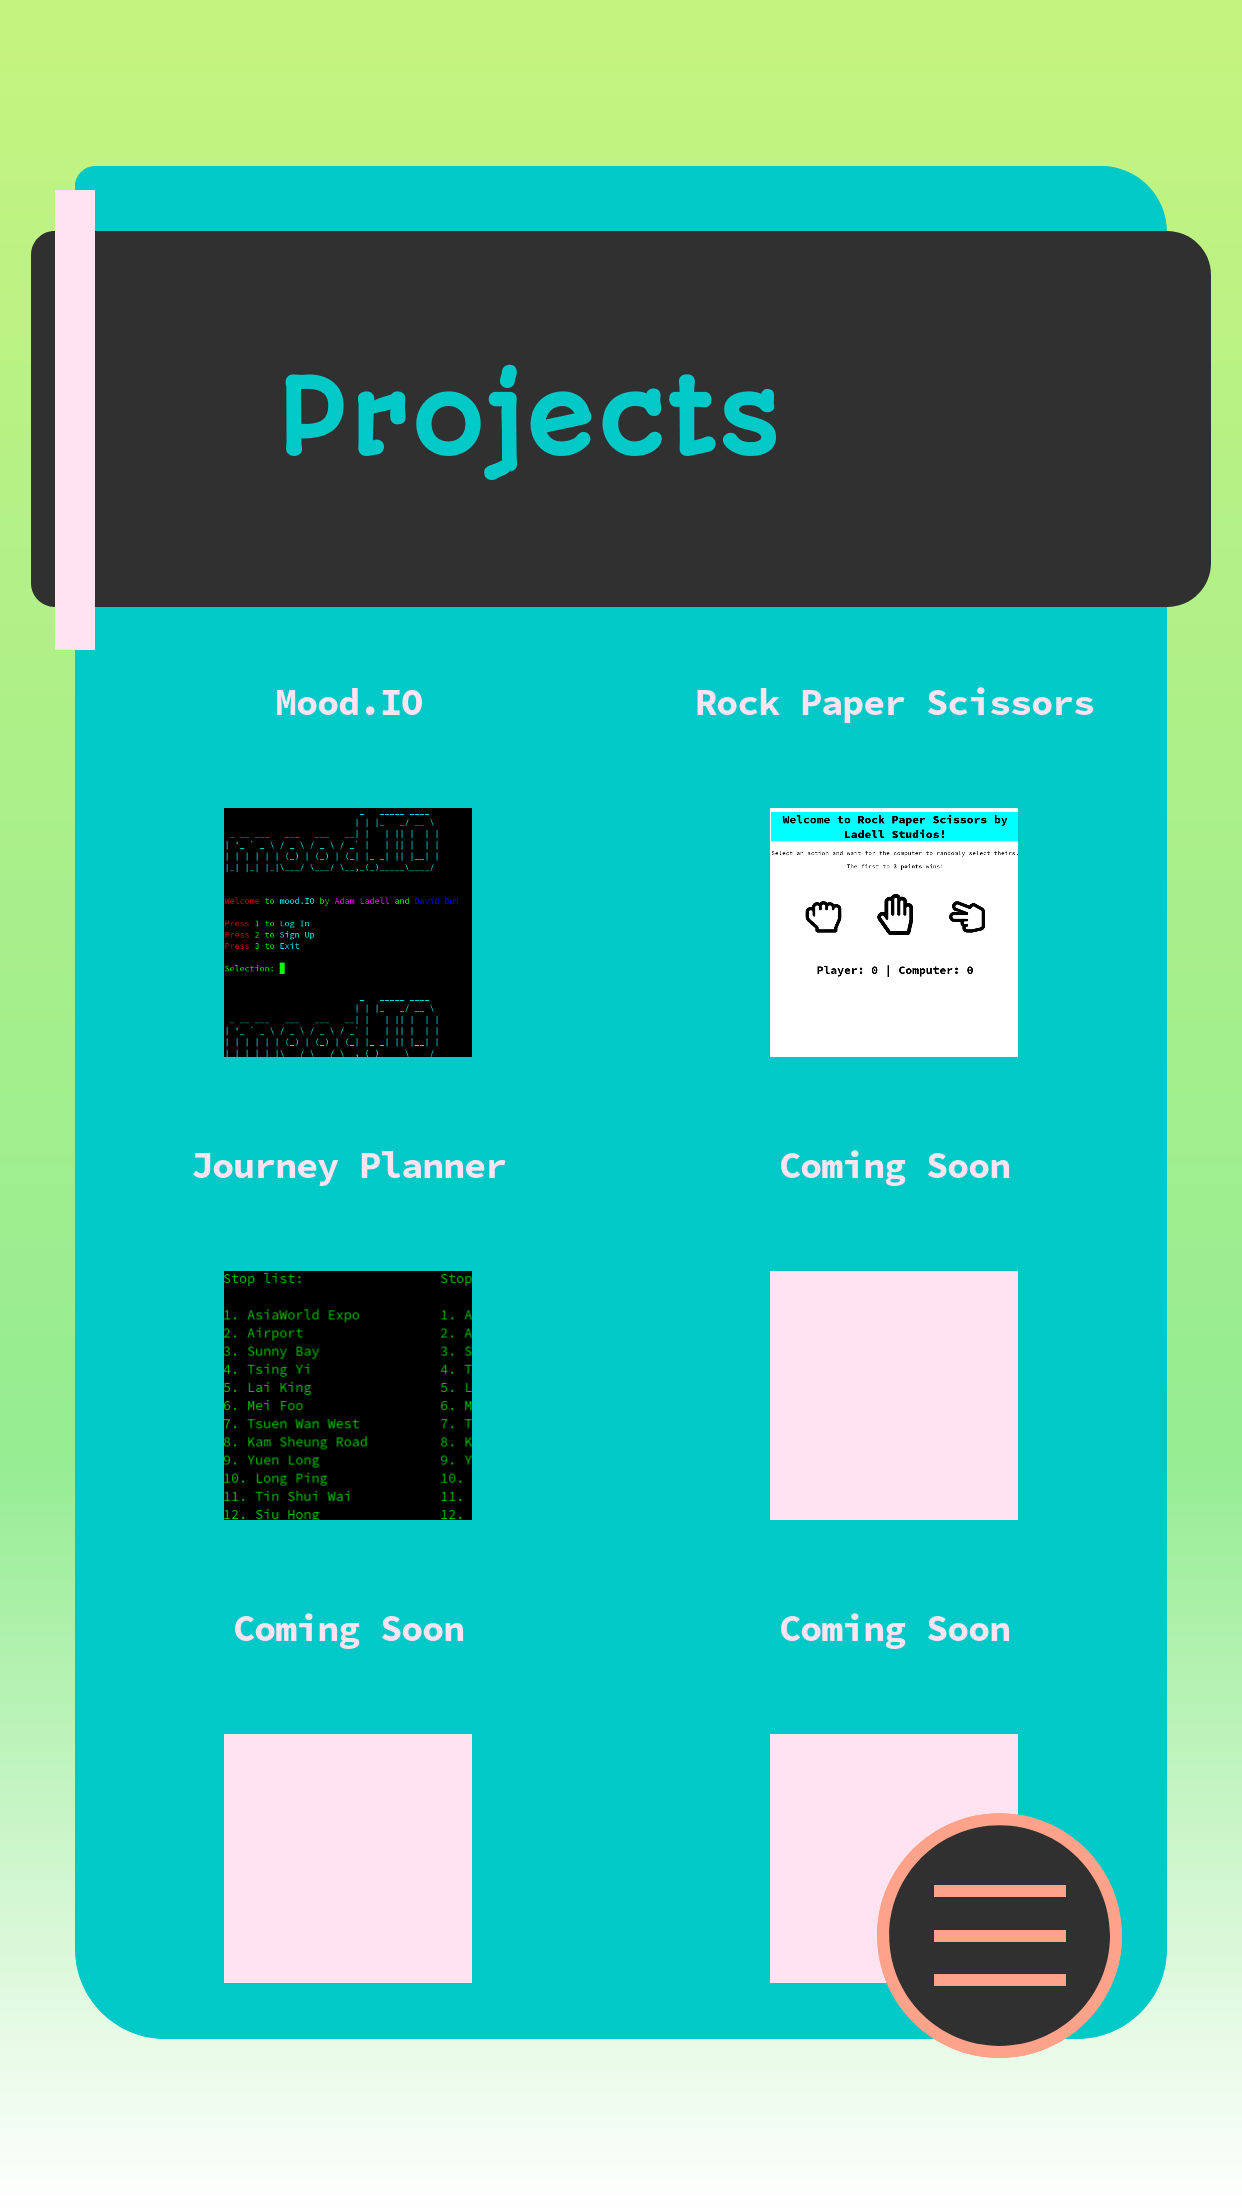 Projects
Mood.IO
Rock Paper Scissors
Welcome to mood.IO by Adam Ladell and
Press 1 to Log In
Press 2 to Sign Up
Press 3 to Exit
Selection:
Welcome to Rock Paper Scissors by
Ladell Studios!
Select an action and wait for the computer to randomly select theirs.
The first to 3 points wins!
Player: 0 | Computer: 0
Journey Planner
Coming Soon
Stop list: Stop
1. AsiaWorld Expo 1. A
2. Airport 2. A
3. Sunny Bay 3. S
4. Tsing Yi 4. T
5. Lai King 5. L
6. Mei Foo 6. M
7. Tsuen Wan West 7. T
8. Kam Sheung Road 8. K
9. Yuen Long 9. Y
10. Long Ping 10.
11. Tin Shui Wai 11.
12. Siu Hong 12.
Coming Soon
Coming Soon